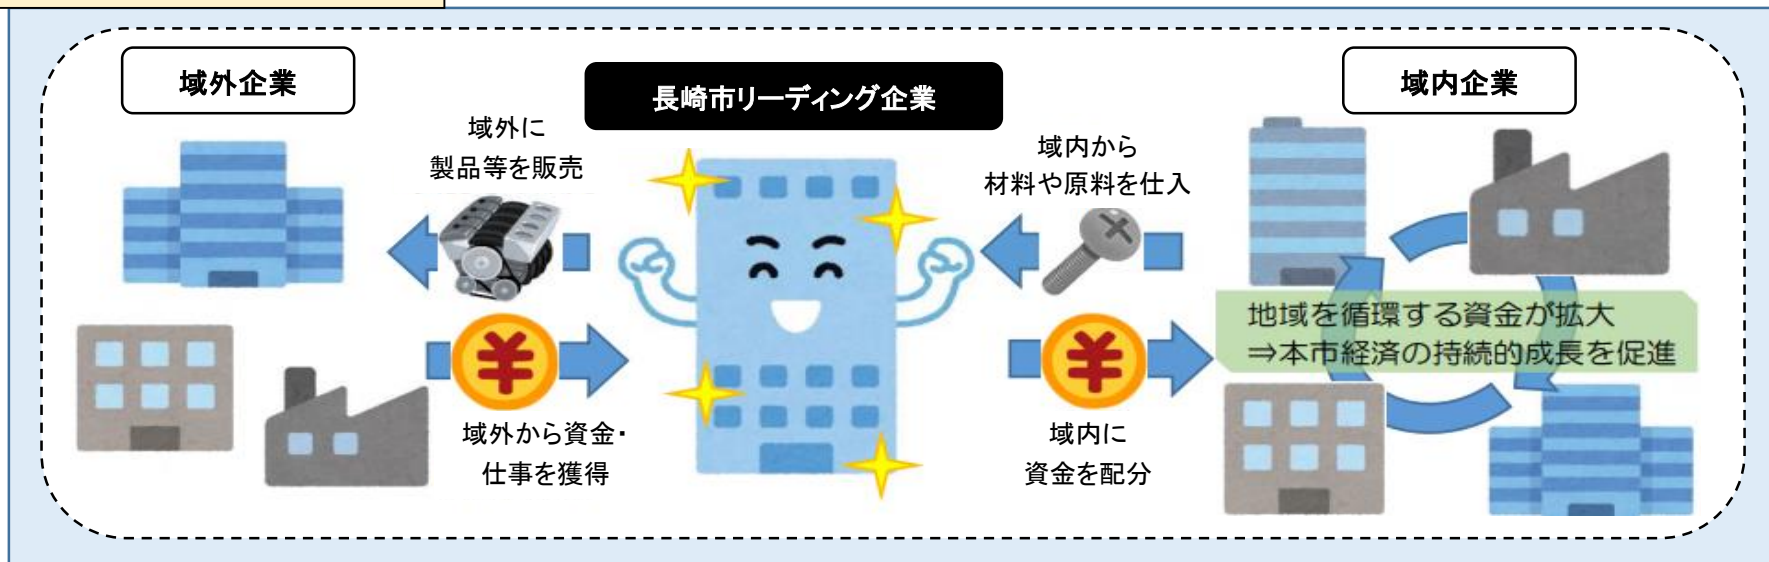 域外企業
長崎市リーディング企業
域内企業
域外に
製品等を販売
域内から
材料や原料を仕入
¥
¥
地域を循環する資金が拡大
⇒本市経済の持続的成長を促進
域外から資金・
仕事を獲得
域内に
資金を配分